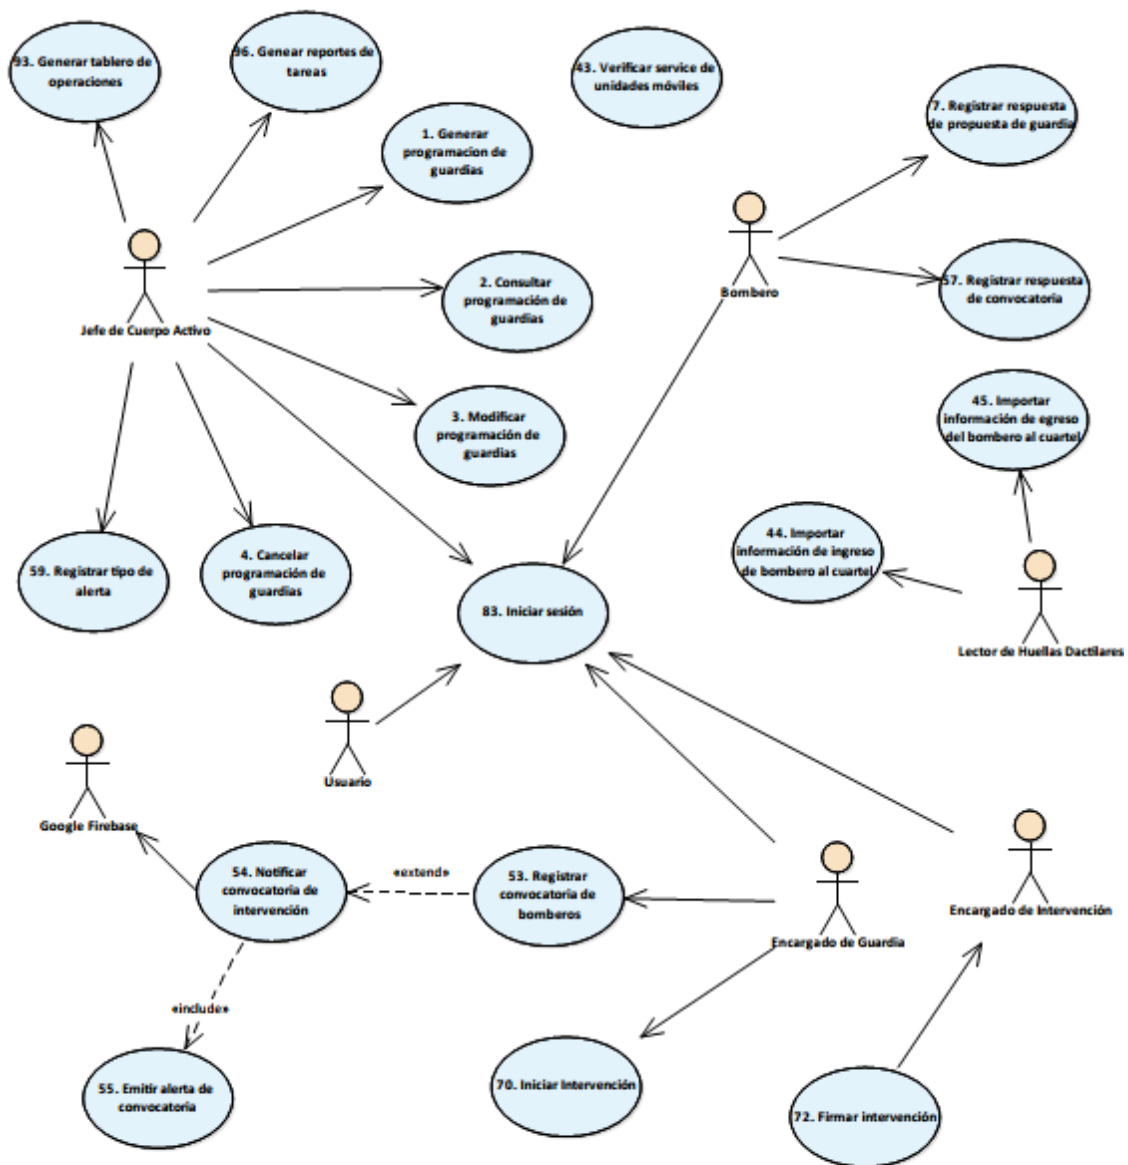 93. Generar tablero de
operaciones
96. Genear reportes de
tareas
43. Verificar service de
unidades móviles
7. Registrar respuesta
de propuesta de guardia
1. Generar
programacion de
guardias
Jefe de Cuerpo Activo
2. Consultar
programación de
guardias
Bombero
57. Registrar respuesta
de convocatoria
3. Modificar
programación de
guardias
45. Importar
información de egreso
del bombero al cuartel
59. Registrar tipo de
alerta
4. Cancelar
programación de
guardias
44. Importar
información de ingreso
de bombero al cuartel
83. Iniciar sesión
Lector de Huellas Dactilares
Usuario
Google Firebase
54. Notificar
convocatoria de
intervención
«extend»
53. Registrar
convocatoria de
bomberos
Encargado de Guardia
Encargado de Intervención
«include»
55. Emitir alerta de
convocatoria
70. Iniciar Intervención
72. Firmar intervención